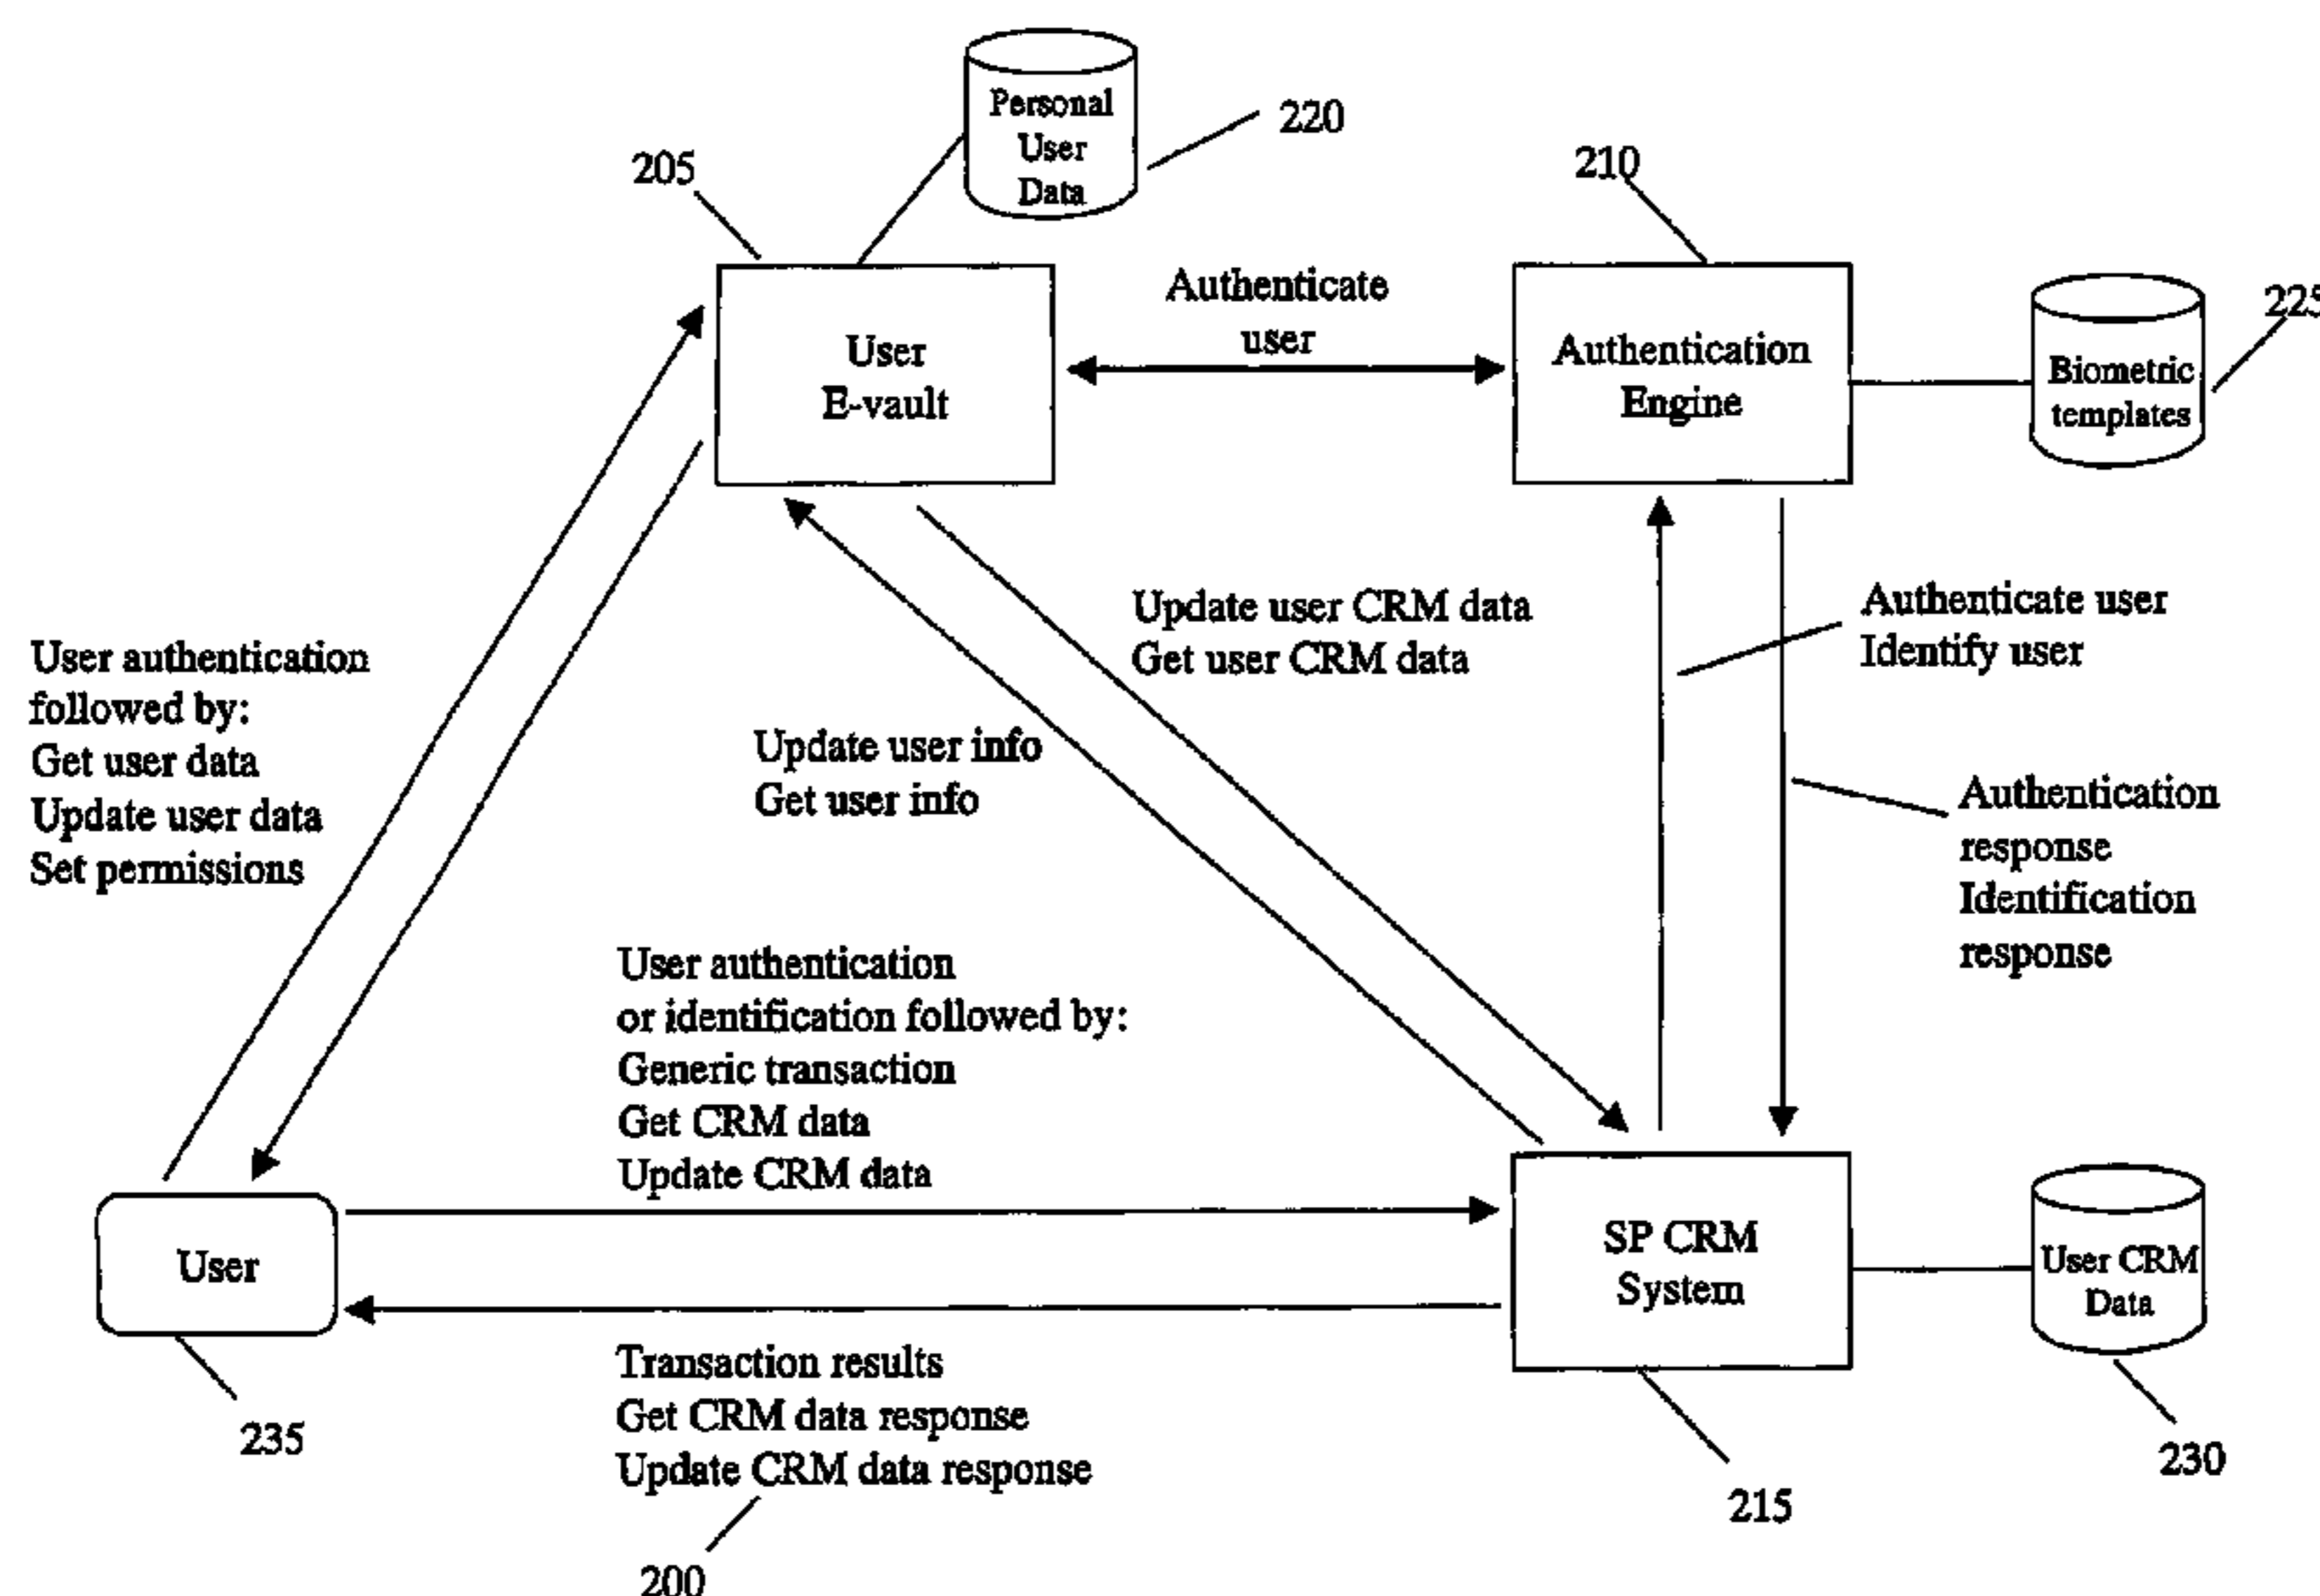 Personal
User
Data
220
205
210
Authenticate
user
User
E-vault
Authentication
Engine
225
Biometric
templates
Update user CRM data
Get user CRM data
Authenticate user
Identify user
User authentication
followed by:
Get user data
Update user data
Set permissions
Update user info
Get user info
Authentication
response
Identification
response
User authentication
or identification followed by:
Generic transaction
Get CRM data
Update CRM data
User
SP CRM
System
User CRM
Data
Transaction results
Get CRM data response
Update CRM data response
235
230
215
200